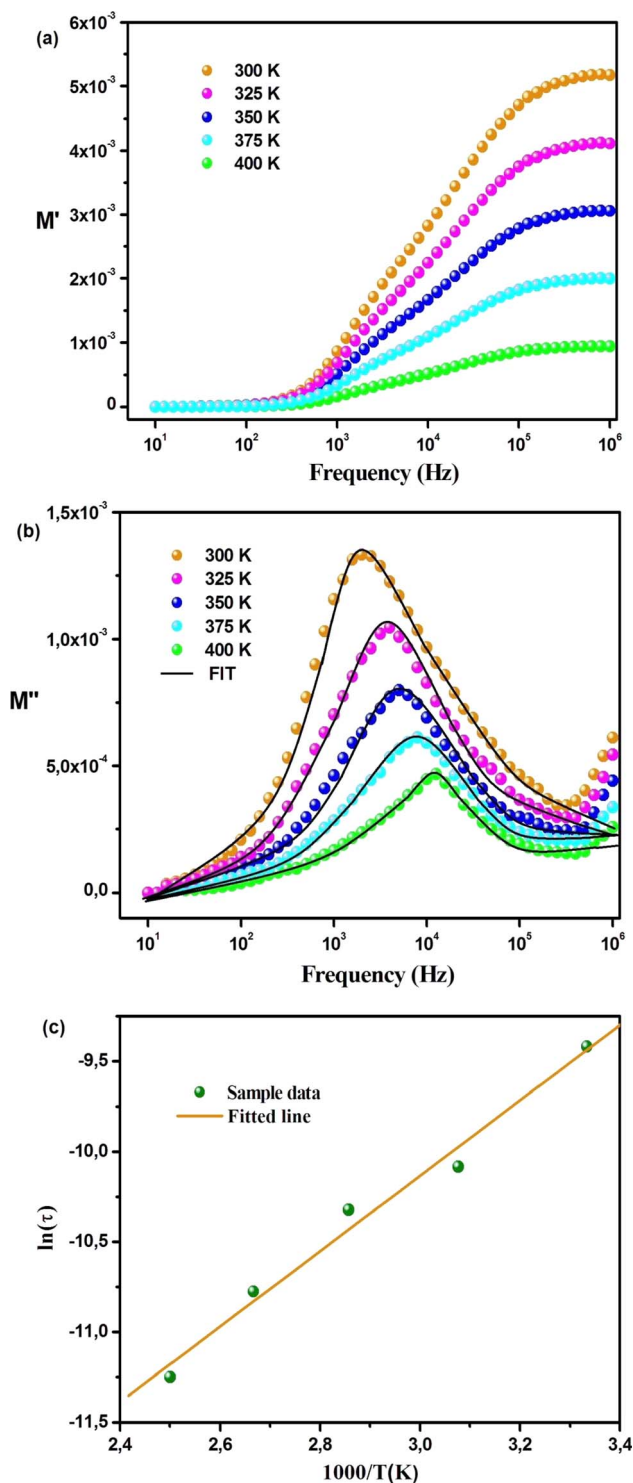 (a)
6x10⁻³
5x10⁻³
4x10⁻³
3x10⁻³
2x10⁻³
1x10⁻³
0
M'
300 K
325 K
350 K
375 K
400 K
10¹ 10² 10³ 10⁴ 10⁵ 10⁶
Frequency (Hz)
(b)
1,5x10⁻³
1,0x10⁻³
5,0x10⁻⁴
0,0
M''
300 K
325 K
350 K
375 K
400 K
FIT
10¹ 10² 10³ 10⁴ 10⁵ 10⁶
Frequency (Hz)
(c)
-9,5
-10,0
-10,5
-11,0
-11,5
ln(τ)
Sample data
Fitted line
2,4 2,6 2,8 3,0 3,2 3,4
1000/T(K)